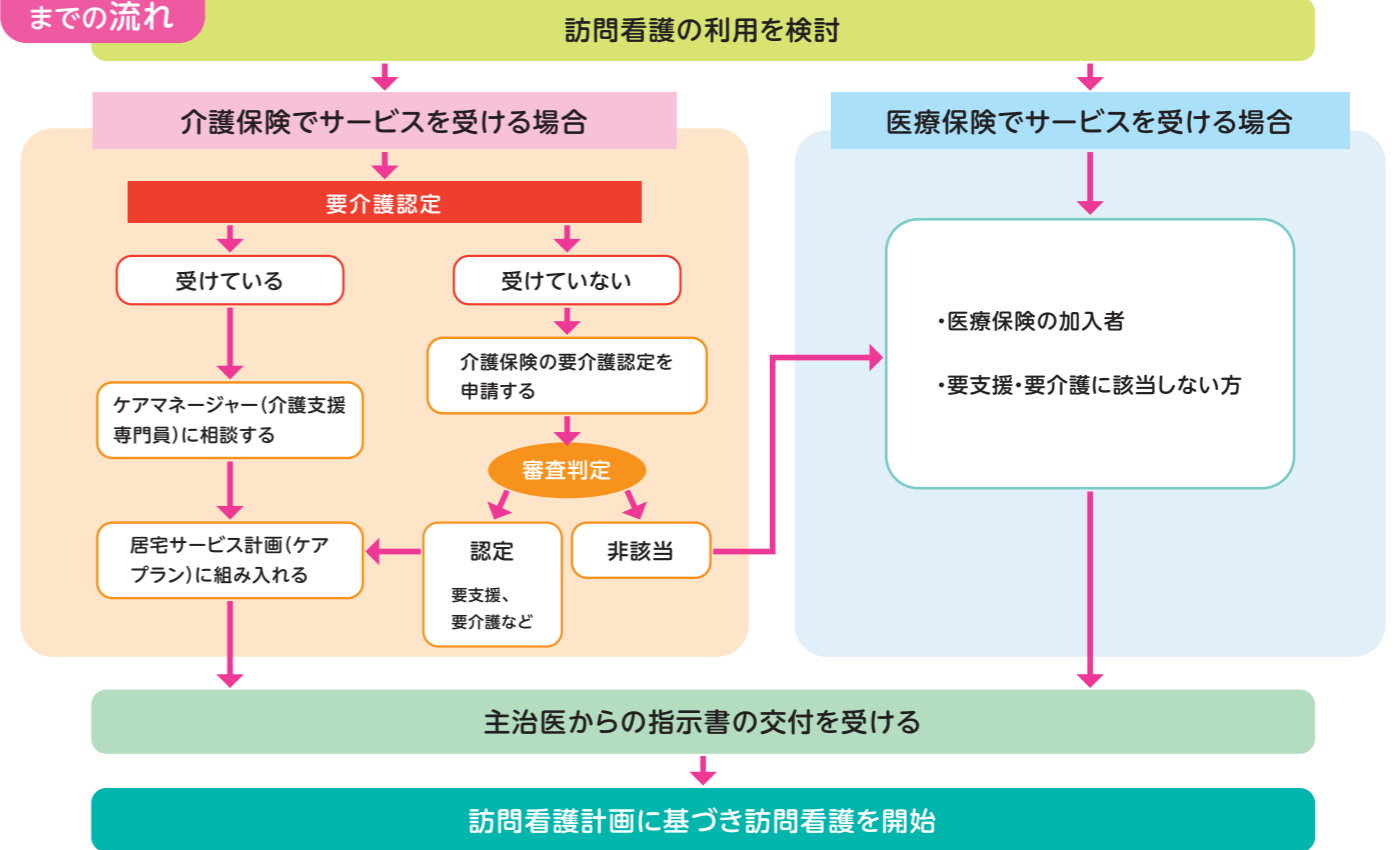 までの流れ
訪問看護の利用を検討
介護保険でサービスを受ける場合
要介護認定
受けている
受けていない
介護保険の要介護認定を
申請する
ケアマネージャー(介護支援
専門員)に相談する
審査判定
居宅サービス計画(ケア
プラン)に組み入れる
認定
要支援、
要介護など
非該当
医療保険でサービスを受ける場合
・医療保険の加入者
・要支援・要介護に該当しない方
主治医からの指示書の交付を受ける
訪問看護計画に基づき訪問看護を開始